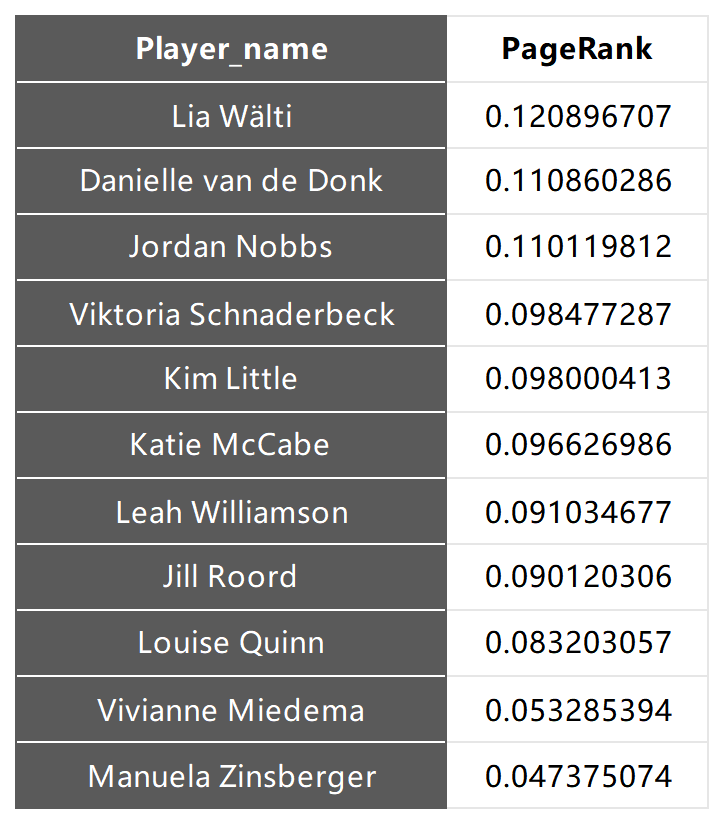 Player_name PageRank
Lia Wälti 0.120896707
Danielle van de Donk 0.110860286
Jordan Nobbs 0.110119812
Viktoria Schnaderbeck 0.098477287
Kim Little 0.098000413
Katie McCabe 0.096626986
Leah Williamson 0.091034677
Jill Roord 0.090120306
Louise Quinn 0.083203057
Vivianne Miedema 0.053285394
Manuela Zinsberger 0.047375074